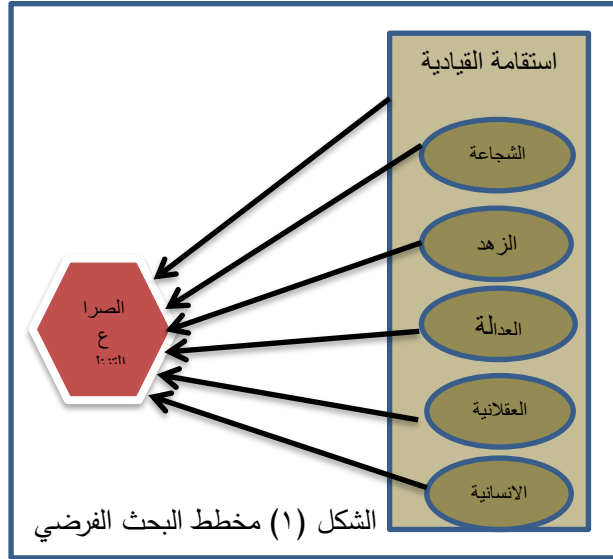 استقامة القيادية
الشجاعة
الزهد
العدالة
العقلانية
الانسانية
الصرا
ع
الشكل (١) مخطط البحث الفرضي